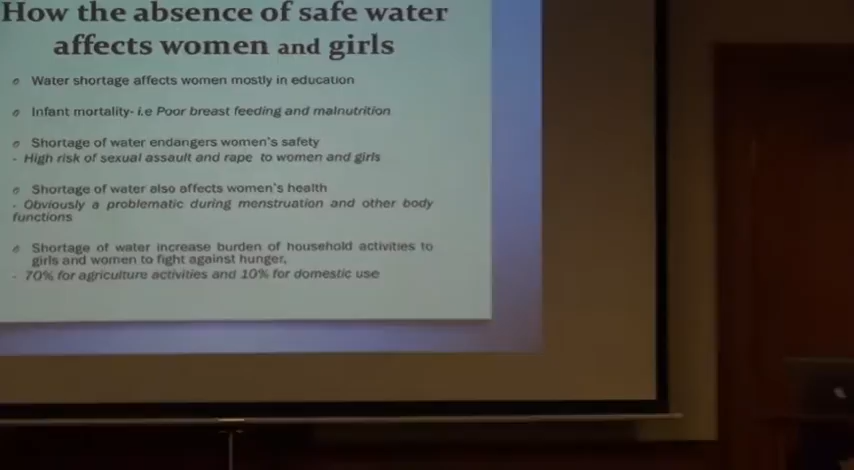 How the absence of safe water
affects women and girls
Water shortage affects women mostly in education
Infant mortality- i.e Poor breast feeding and malnutrition
Shortage of water endangers women's safety
- High risk of sexual assault and rape to women and girls
Shortage of water also affects women's health
- Obviously a problematic during menstruation and other body
functions
Shortage of water increase burden of household activities to
girls and women to fight against hunger,
- 70% for agriculture activities and 10% for domestic use